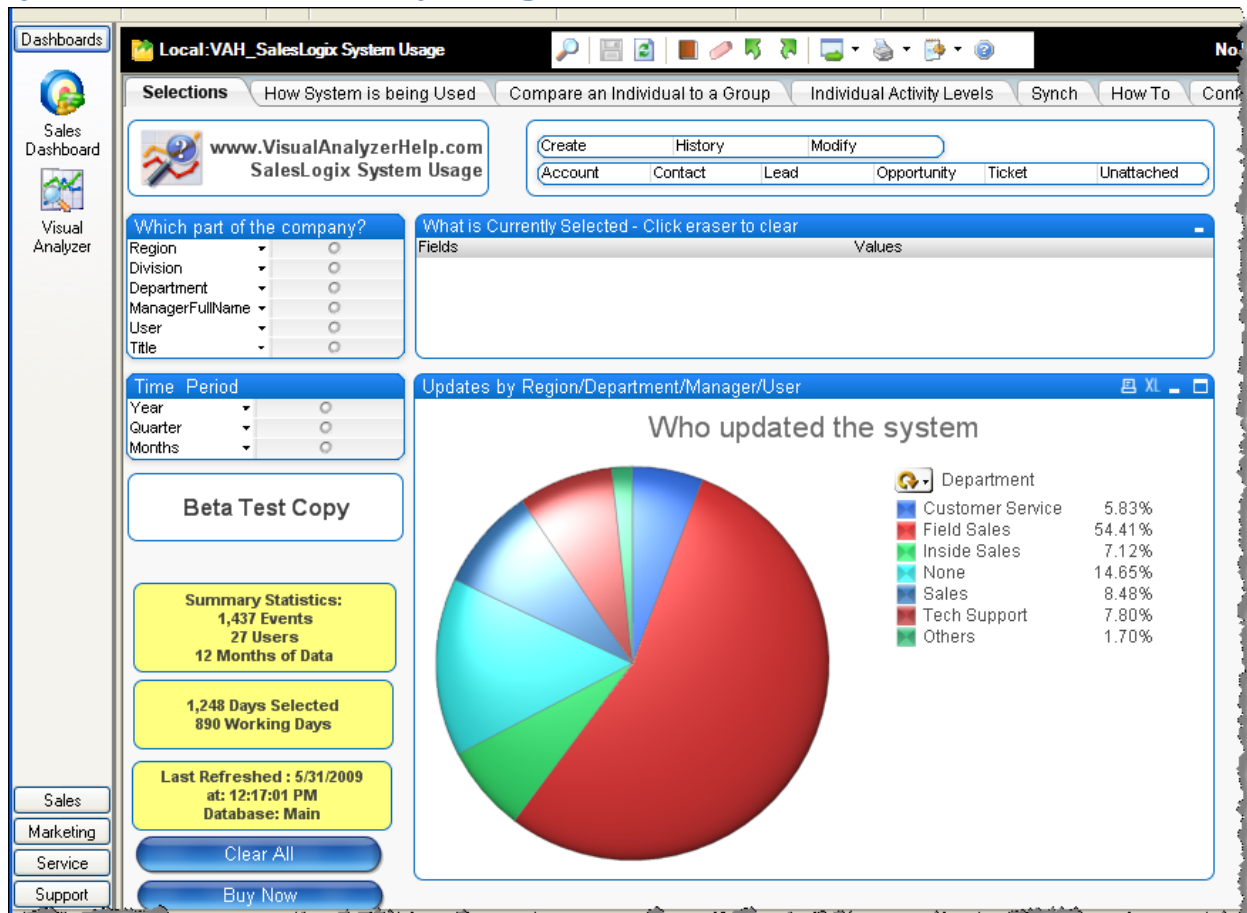 Dashboards
Sales
Dashboard
Visual
Analyzer
Sales
Marketing
Service
Support
Local:VAH_SalesLogix System Usage
Selections How System is being Used Compare an Individual to a Group Individual Activity Levels Synch How To
www.VisualAnalyzerHelp.com
SalesLogix System Usage
Create History Modify
Account Contact Lead Opportunity Ticket Unattached
Which part of the company?
Region
Division
Department
ManagerFullName
User
Title
What is Currently Selected - Click eraser to clear
Fields Values
Time Period
Year
Quarter
Months
Beta Test Copy
Summary Statistics:
1,437 Events
27 Users
12 Months of Data
1,248 Days Selected
890 Working Days
Last Refreshed : 5/31/2009
at: 12:17:01 PM
Database: Main
Clear All
Buy Now
Updates by Region/Department/Manager/User XL
Who updated the system
Department
Customer Service 5.83%
Field Sales 54.41%
Inside Sales 7.12%
None 14.65%
Sales 8.48%
Tech Support 7.80%
Others 1.70%